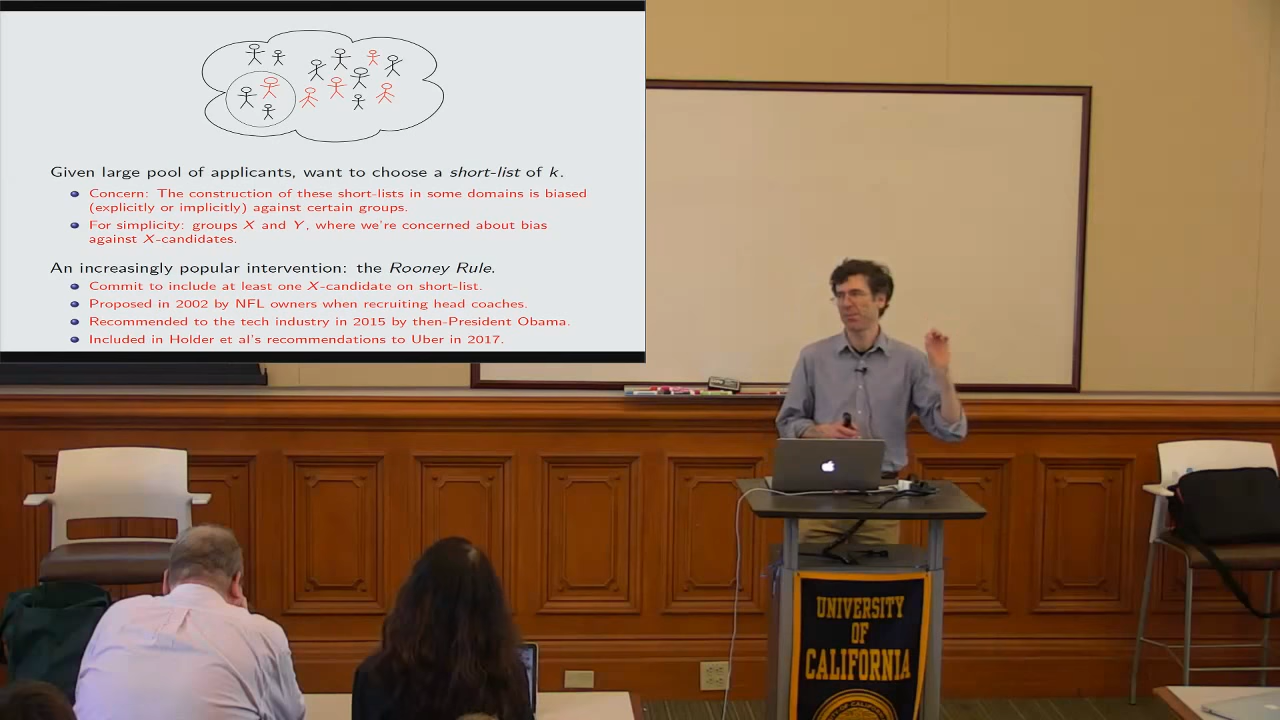 Given large pool of applicants, want to choose a short-list of k.
Concern: The construction of these short-lists in some domains is biased
(explicitly or implicitly) against certain groups.
For simplicity: groups X and Y, where we're concerned about bias
against X-candidates.
An increasingly popular intervention: the Rooney Rule.
Commit to include at least one X-candidate on short-list.
Proposed in 2002 by NFL owners when recruiting head coaches.
Recommended to the tech industry in 2015 by then-President Obama.
Included in Holder et al's recommendations to Uber in 2017.
UNIVERSITY
OF
CALIFORNIA